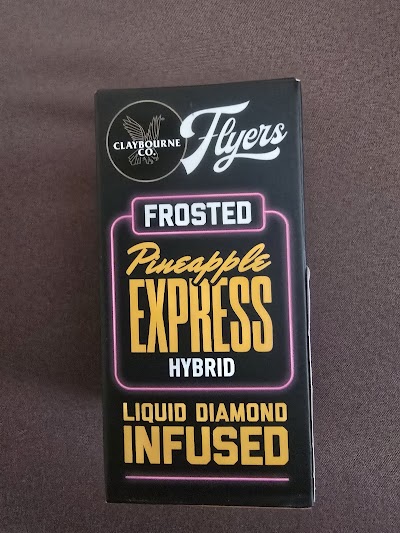 CLAYBOURNE
CO.
Flyers
FROSTED
Pineapple
EXPRESS
HYBRID
LIQUID DIAMOND
INFUSED